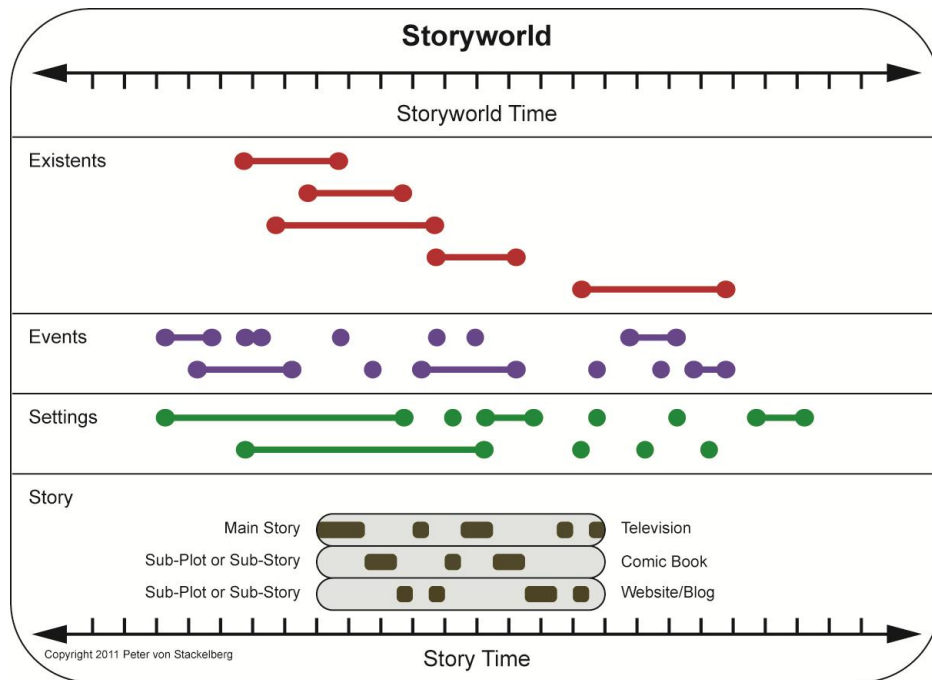 Storyworld
Storyworld Time
Existents
Events
Settings
Story
Main Story
Television
Sub-Plot or Sub-Story
Comic Book
Sub-Plot or Sub-Story
Website/Blog
Copyright 2011 Peter von Stackelberg
Story Time